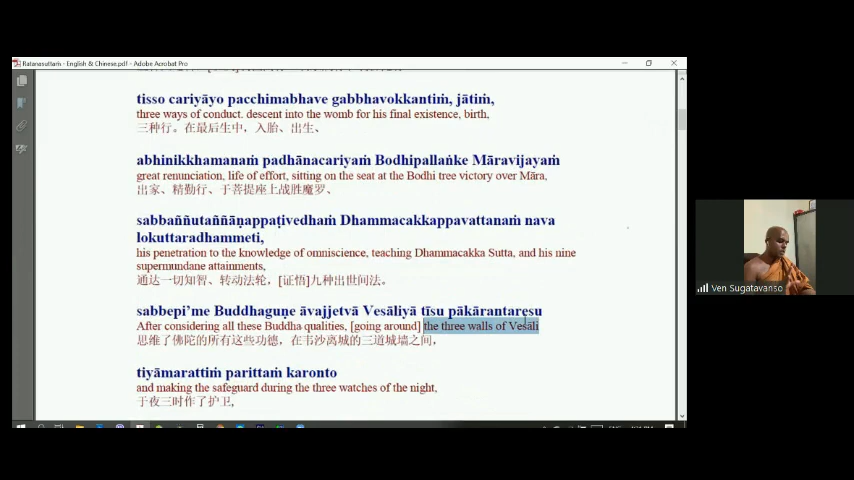 Ratanasuttaṁ - English & Chinese.pdf - Adobe Acrobat Pro
tisso cariyāyo pacchimabhave gabbhavokkantiṁ, jātiṁ,
three ways of conduct. descent into the womb for his final existence, birth,
三种行。在最后生中，入胎、出生、
abhinikkhamanaṁ padhānacariyaṁ Bodhipallaṅke Māravijayaṁ
great renunciation, life of effort, sitting on the seat at the Bodhi tree victory over Māra,
出家、精勤行、于菩提座上战胜魔罗、
sabbaññutaññāṇappaṭivedhaṁ Dhammacakkappavattanaṁ nava
lokuttaradhammeti,
his penetration to the knowledge of omniscience, teaching Dhammacakka Sutta, and his nine
supermundane attainments,
通达一切知智、转动法轮，[证悟]九种出世间法。
sabbepi’me Buddhaguṇe āvajjetvā Vesāliyā tīsu pākārantaresu
After considering all these Buddha qualities, [going around] the three walls of Vesāli
思维了佛陀的所有这些功德，在韦沙离城的三道城墙之间，
tiyāmarattiṁ parittaṁ karonto
and making the safeguard during the three watches of the night,
于夜三时作了护卫，
Ven Sugatavanso